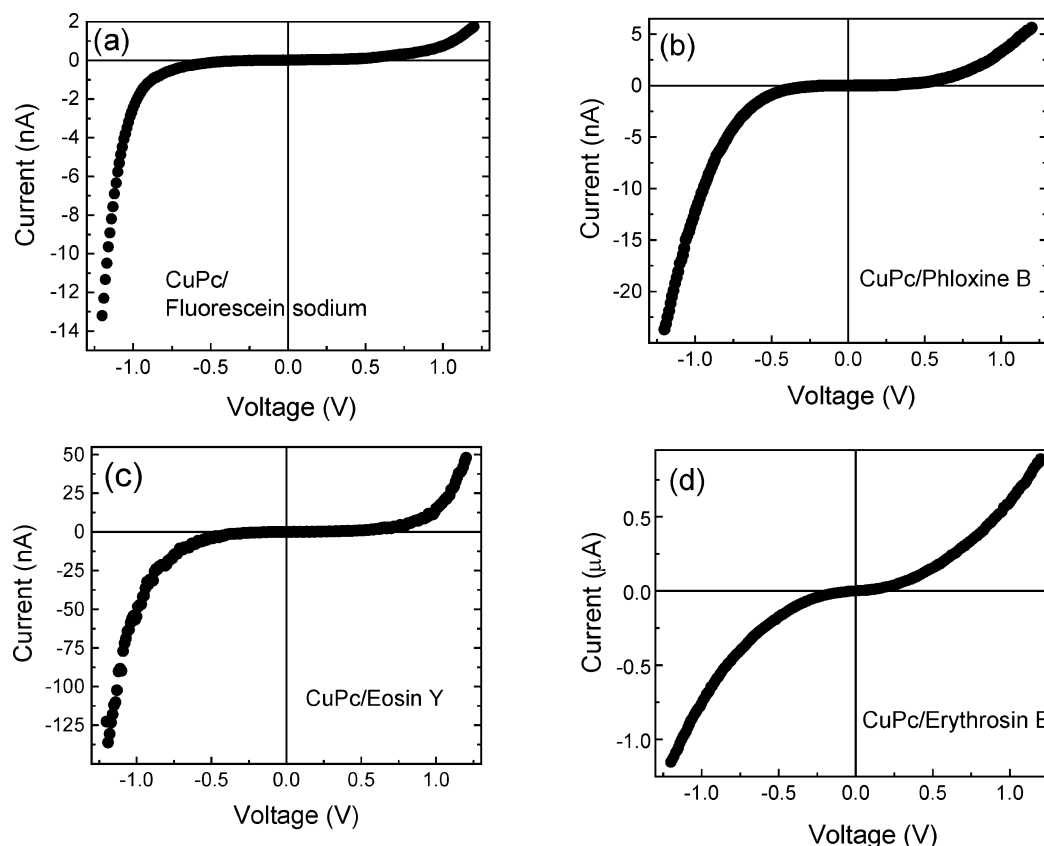 (a)
2
0
-2
-4
-6
-8
-10
-12
-14
Current (nA)
CuPc/
Fluorescein sodium
-1.0 -0.5 0.0 0.5 1.0
Voltage (V)
(b)
5
0
-5
-10
-15
-20
Current (nA)
CuPc/Phloxine B
-1.0 -0.5 0.0 0.5 1.0
Voltage (V)
(c)
50
25
0
-25
-50
-75
-100
-125
Current (nA)
CuPc/Eosin Y
-1.0 -0.5 0.0 0.5 1.0
Voltage (V)
(d)
0.5
0.0
-0.5
-1.0
Current (μA)
CuPc/Erythrosin
-1.0 -0.5 0.0 0.5 1.0
Voltage (V)